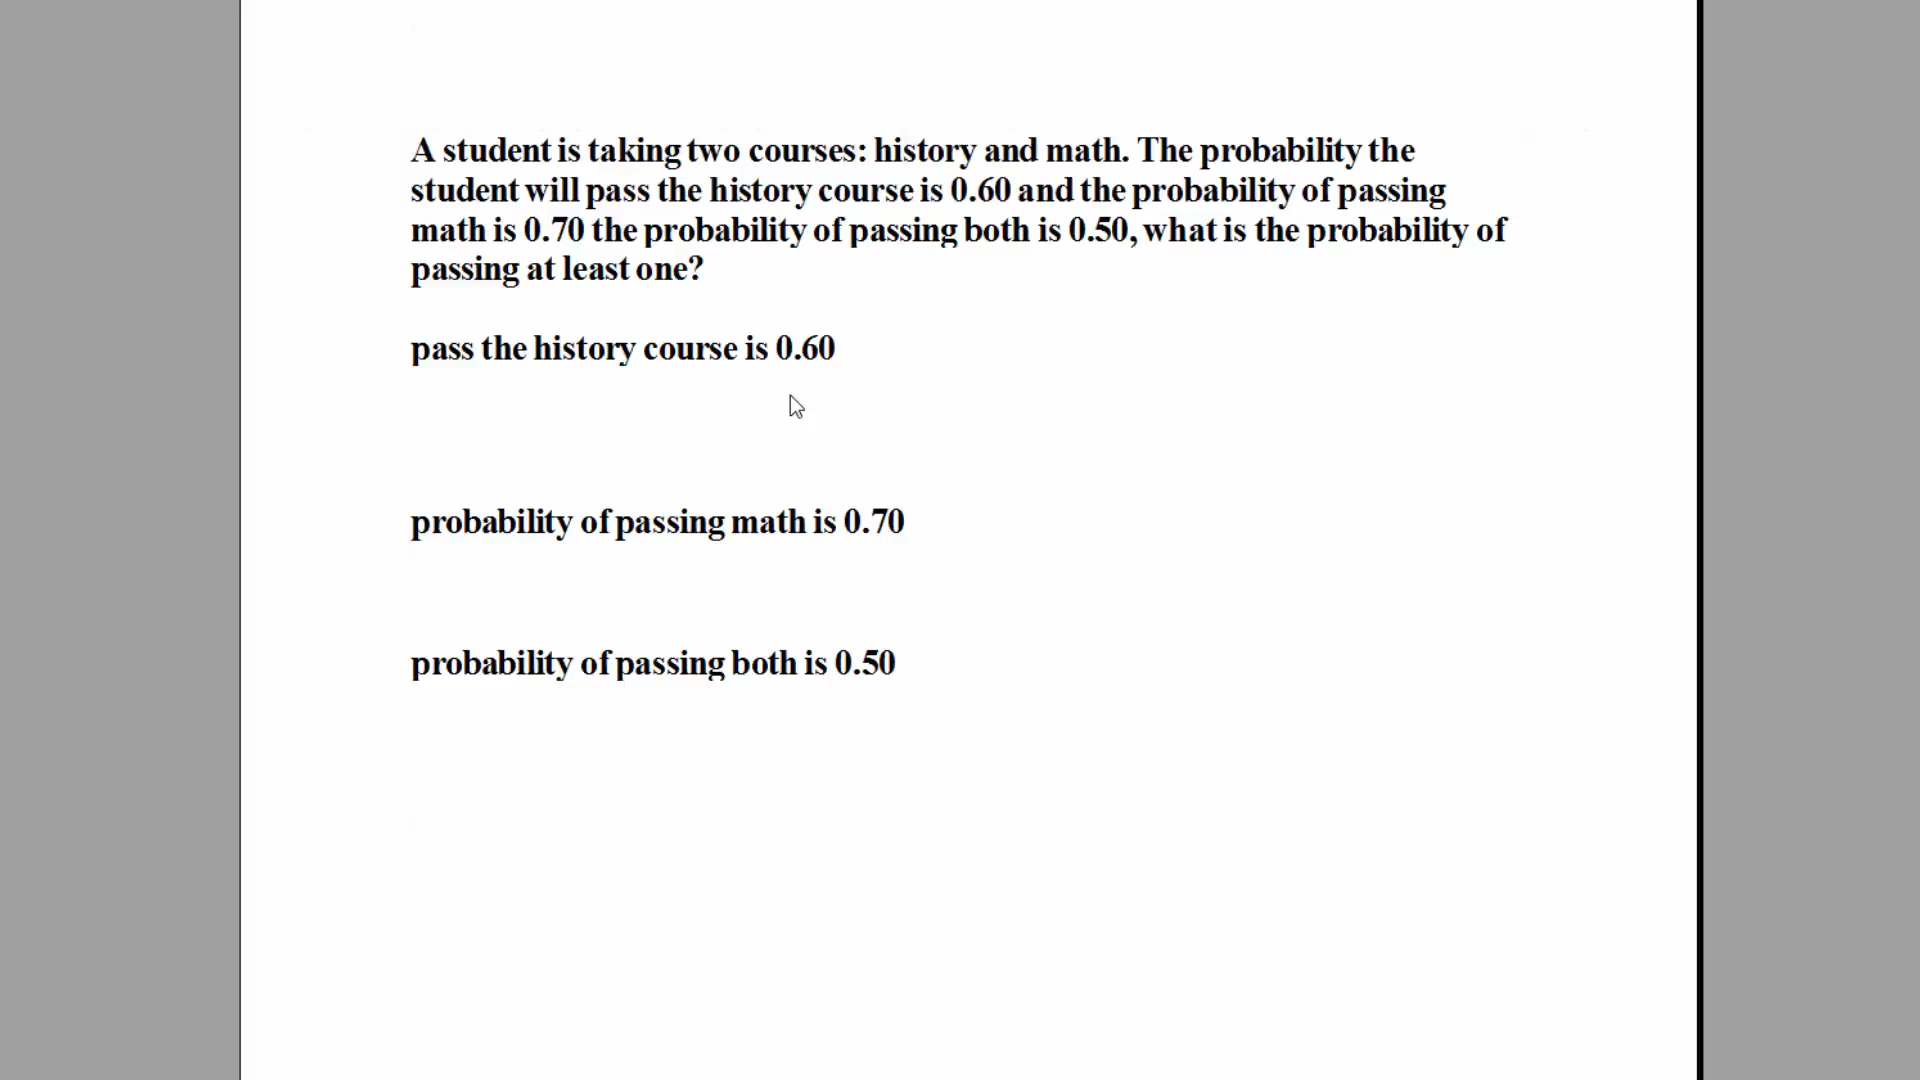 A student is taking two courses: history and math. The probability the
student will pass the history course is 0.60 and the probability of passing
math is 0.70 the probability of passing both is 0.50, what is the probability of
passing at least one?
pass the history course is 0.60
probability of passing math is 0.70
probability of passing both is 0.50